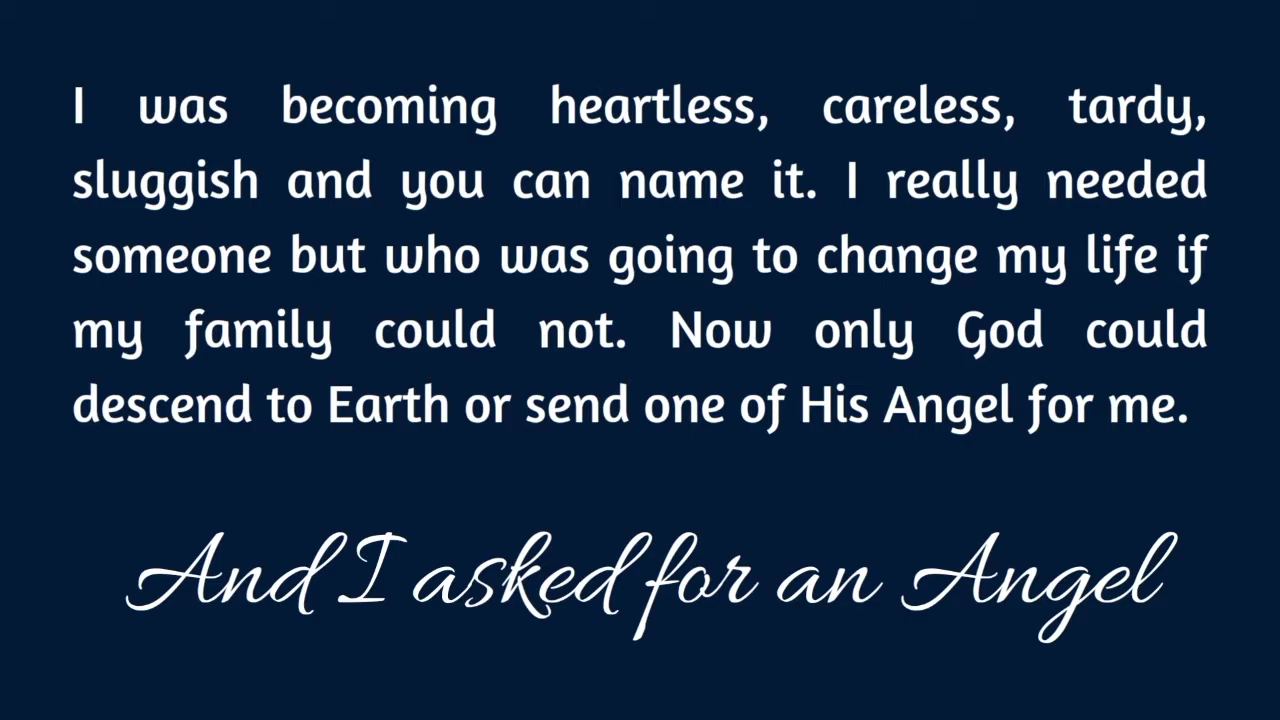 I was becoming heartless, careless, tardy,
sluggish and you can name it. I really needed
someone but who was going to change my life if
my family could not. Now only God could
descend to Earth or send one of His Angel for me.
And I asked for an Angel